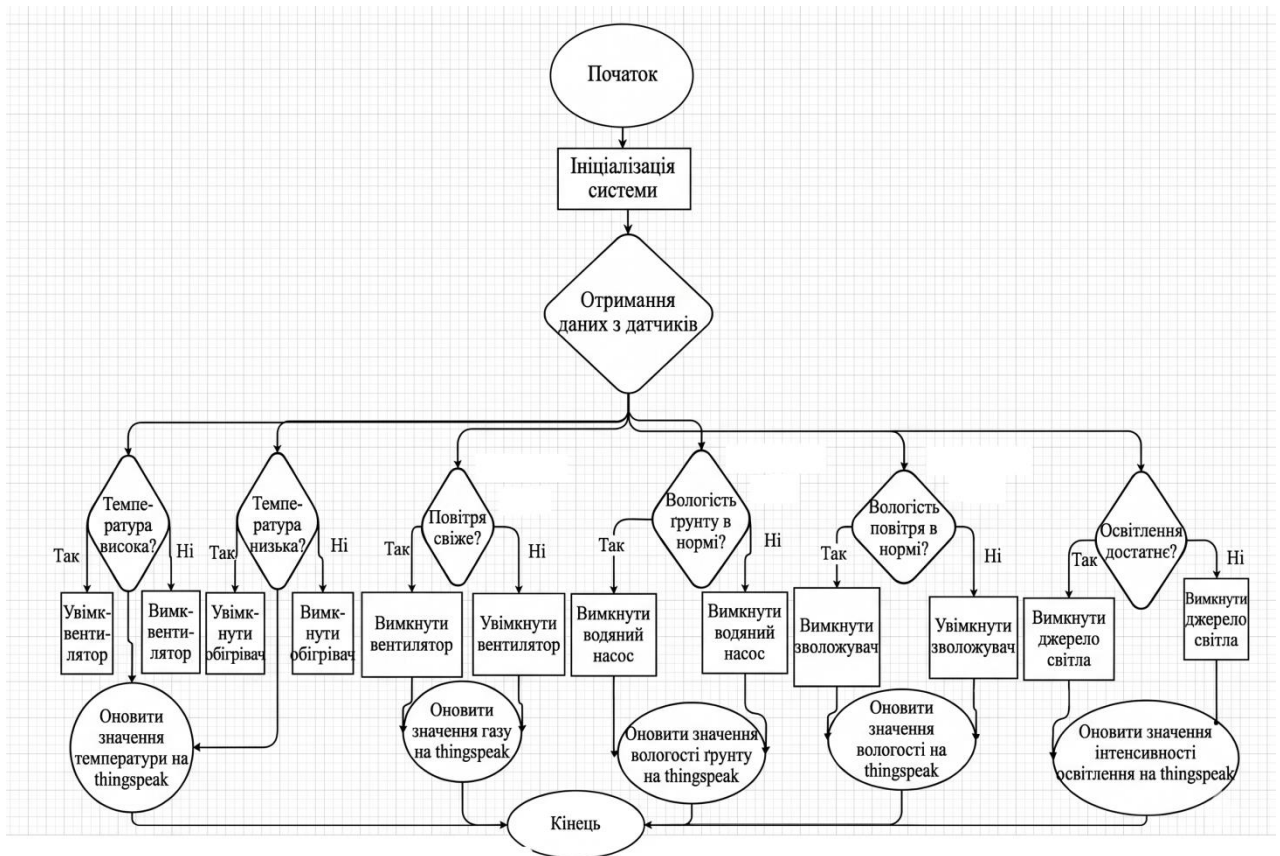 Початок
Ініціалізація
системи
Отримання
даних з датчиків
Темпе-
ратура
висока?
Так
Ні
Темпе-
ратура
низька?
Так
Ні
Повітря
свіже?
Так
Ні
Вологість
ґрунту в
нормі?
Так
Ні
Вологість
повітря в
нормі?
Так
Ні
Освітлення
достатнє?
Так
Ні
Увімк-
венти-
лятор
Вимк-
венти-
лятор
Увімк-
нути
обігрівач
Вимк-
нути
обігрівач
Вимкнути
вентилятор
Увімкнути
вентилятор
Вимкнути
водяний
насос
Вимкнути
водяний
насос
Вимкнути
зволожувач
Увімкнути
зволожувач
Вимкнути
джерело
світла
Вимкнути
джерело
світла
Оновити
значення
температури на
thingspeak
Оновити
значення газу
на thingspeak
Оновити значення
вологості ґрунту
на thingspeak
Оновити
значення
вологості на
thingspeak
Оновити значення
інтенсивності
освітлення на thingspeak
Кінець